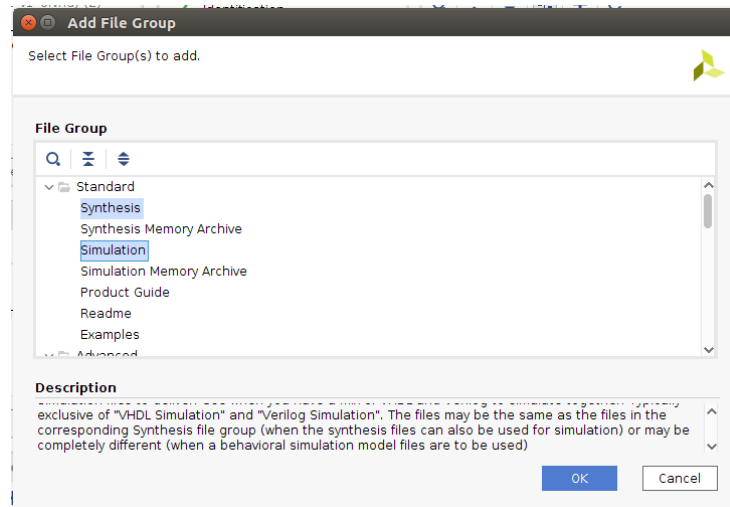 Add File Group
Select File Group(s) to add.
File Group
Standard
Synthesis
Synthesis Memory Archive
Simulation
Simulation Memory Archive
Product Guide
Readme
Examples
Advanced
Description
exclusive of "VHDL Simulation" and "Verilog Simulation". The files may be the same as the files in the
corresponding Synthesis file group (when the synthesis files can also be used for simulation) or may be
completely different (when a behavioral simulation model files are to be used)
OK Cancel